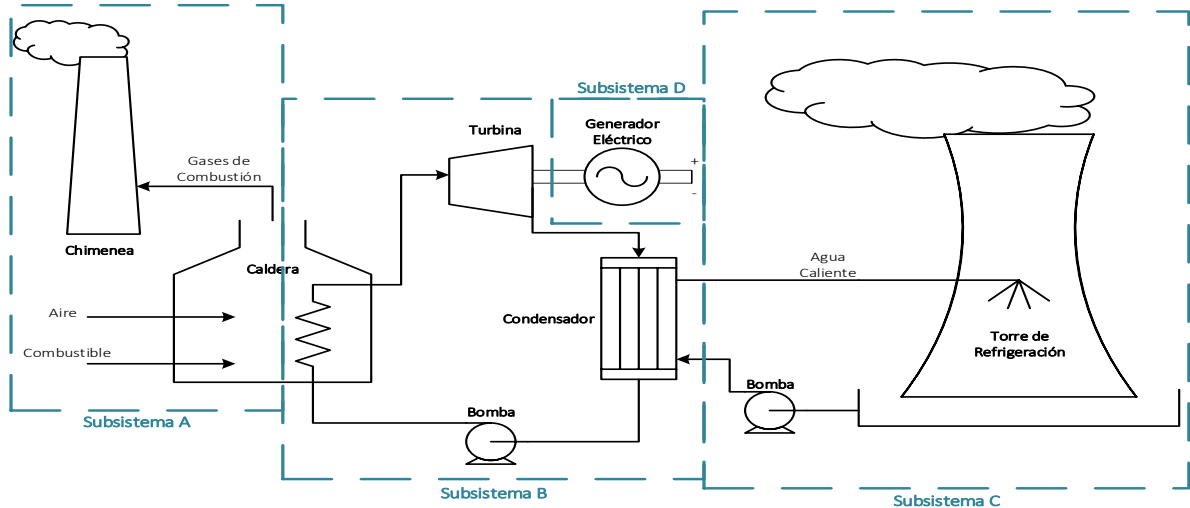 Subsistema D
Turbina
Generador
Eléctrico
+
-
Gases de
Combustión
Chimenea
Caldera
Agua
Caliente
Aire
Condensador
Torre de
Refrigeración
Combustible
Bomba
Bomba
Subsistema A
Subsistema B
Subsistema C